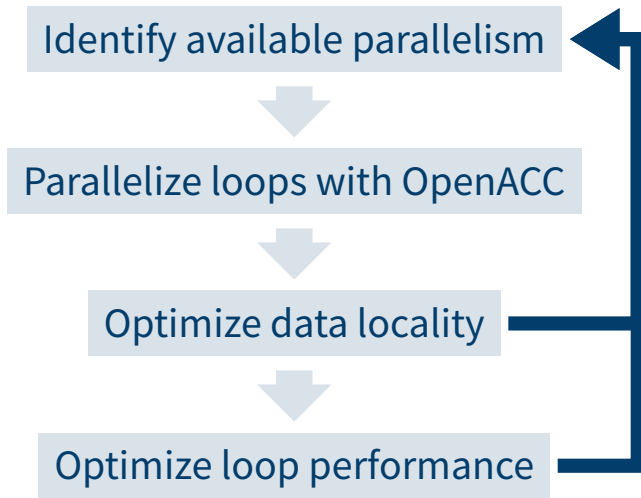 Identify available parallelism
Parallelize loops with OpenACC
Optimize data locality
Optimize loop performance